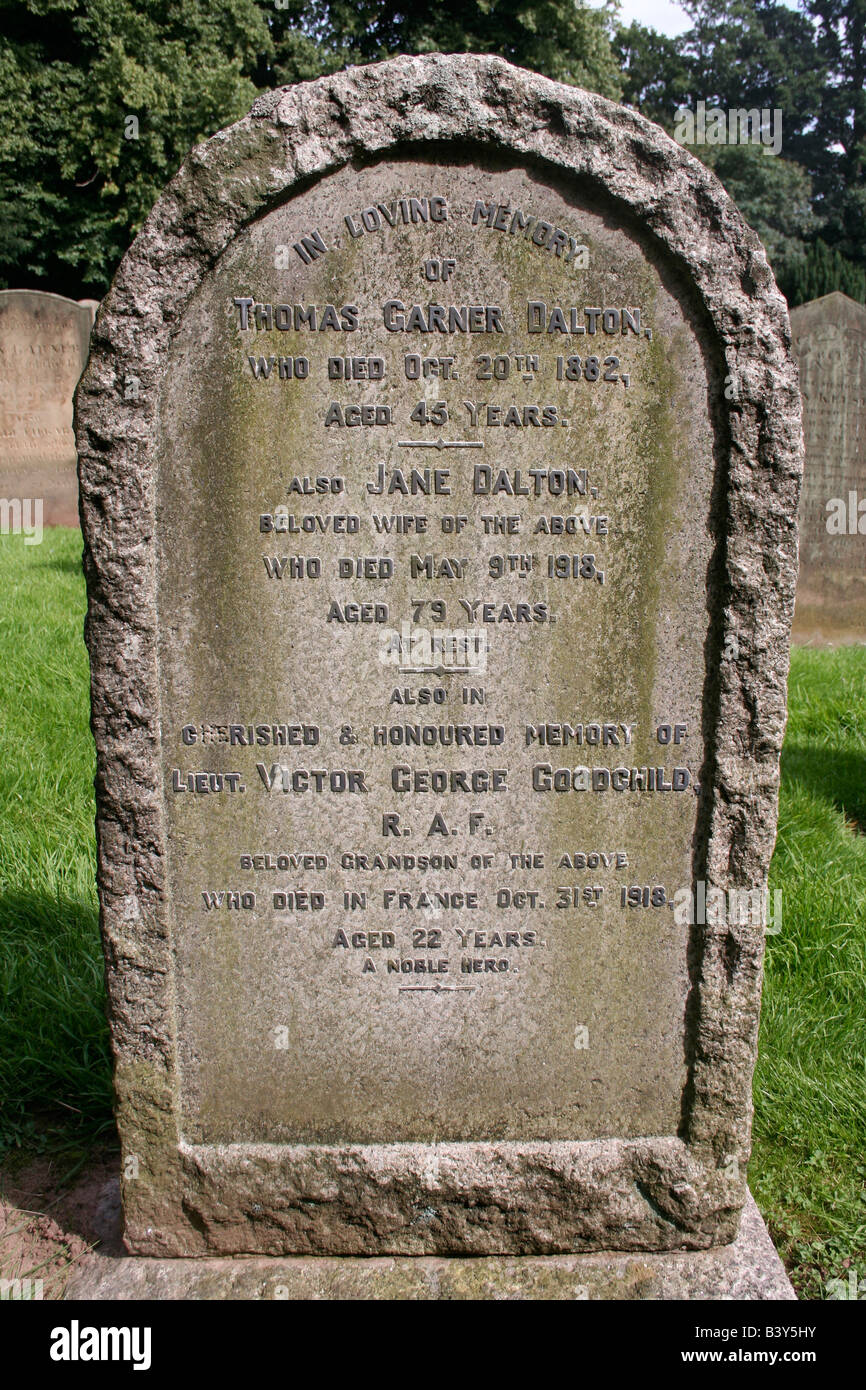 IN LOVING MEMORY
OF
THOMAS GARNER DALTON,
WHO DIED OCT. 20TH 1882,
AGED 45 YEARS.
ALSO JANE DALTON,
BELOVED WIFE OF THE ABOVE
WHO DIED MAY 9TH 1918,
AGED 79 YEARS.
AT REST.
ALSO IN
CHERISHED & HONOURED MEMORY OF
LIEUT. VICTOR GEORGE GOODCHILD,
R. A. F.
BELOVED GRANDSON OF THE ABOVE
WHO DIED IN FRANCE OCT. 31ST 1918,
AGED 22 YEARS.
A NOBLE HERO.
GARNER
alamy
Image ID: B3Y5HY
www.alamy.com